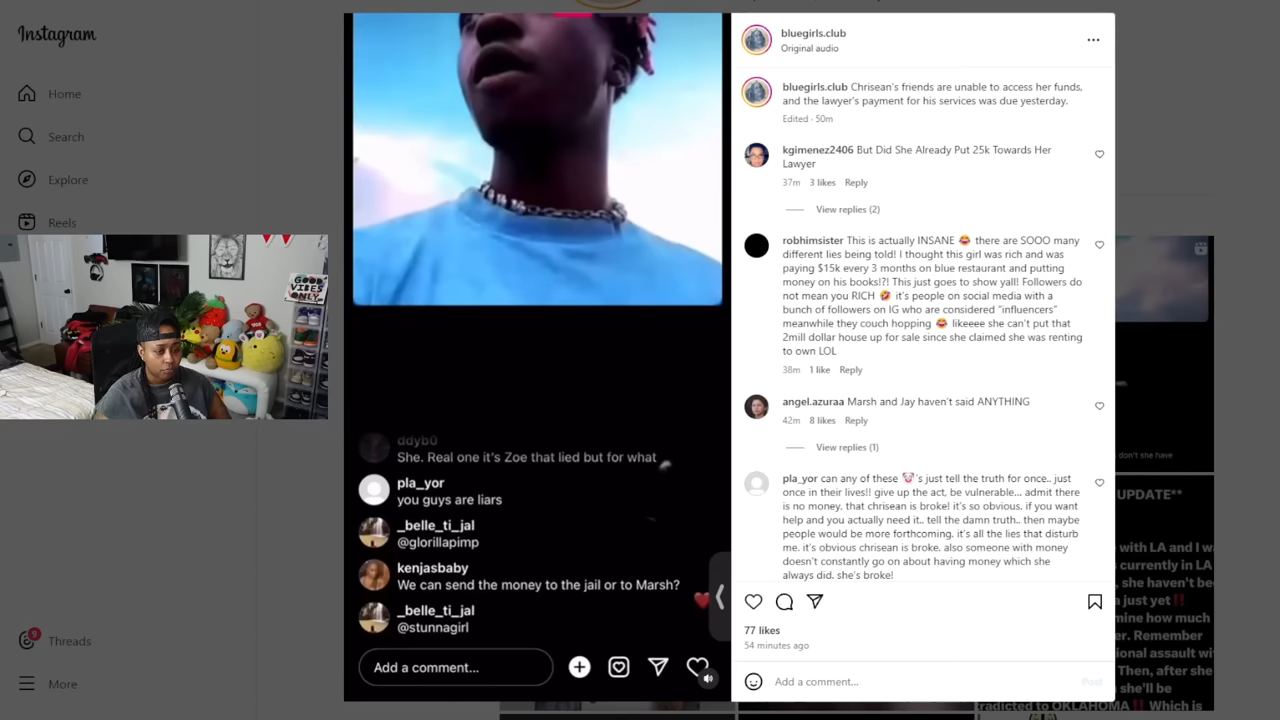 Instagram
Home
Search
Explore
Reels
GOOD
VIBES
ONLY
9
Threads
More
ddyb0
She. Real one it's Zoe that lied but for what
pla_yor
you guys are liars
_belle_ti_jal
@glorillapimp
kenjasbaby
We can send the money to the jail or to Marsh?
_belle_ti_jal
@stunnagirl
Add a comment...
bluegirls.club
Original audio
bluegirls.club Chrisean's friends are unable to access her funds,
and the lawyer's payment for his services was due yesterday.
Edited · 50m
kgimenez2406 But Did She Already Put 25k Towards Her
Lawyer
37m 3 likes Reply
View replies (2)
robhimsister This is actually INSANE 😂 there are SOOO many
different lies being told! I thought this girl was rich and was
paying $15k every 3 months on blue restaurant and putting
money on his books!?! This just goes to show yall! Followers do
not mean you RICH 🤣 it's people on social media with a
bunch of followers on IG who are considered "influencers"
meanwhile they couch hopping 😂 likeeee she can't put that
2mill dollar house up for sale since she claimed she was renting
to own LOL
38m 1 like Reply
angel.azuraa Marsh and Jay haven't said ANYTHING
42m 8 likes Reply
View replies (1)
pla_yor can any of these 🤡's just tell the truth for once.. just
once in their lives!! give up the act, be vulnerable... admit there
is no money, that chrisean is broke! it's so obvious. if you want
help and you actually need it.. tell the damn truth.. then maybe
people would be more forthcoming. it's all the lies that disturb
me. it's obvious chrisean is broke. also someone with money
doesn't constantly go on about having money which she
always did. she's broke!
77 likes
54 minutes ago
Add a comment...
Post
don't she have
UPDATE**
with LA and I w
currently in LA
, she haven't be
a just yet‼️
mine how much
er. Remember
ional assault wi
Then, after she
she'll be
tradicted to OKLAHOMA‼️ Which is